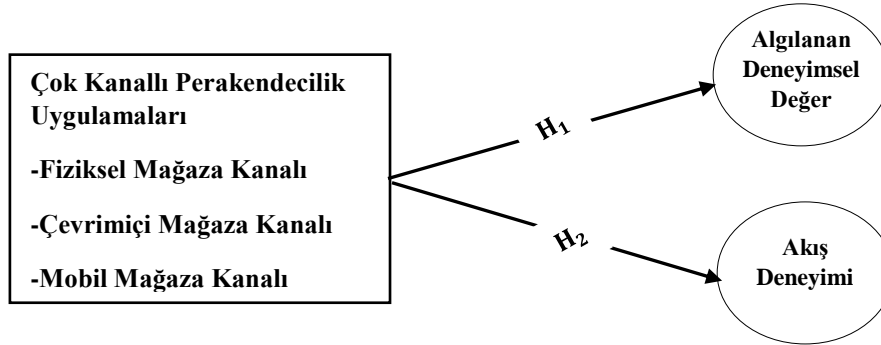 Çok Kanallı Perakendecilik
Uygulamaları
-Fiziksel Mağaza Kanalı
-Çevrimiçi Mağaza Kanalı
-Mobil Mağaza Kanalı
H₁
H₂
Algılanan
Deneyimsel
Değer
Akış
Deneyimi